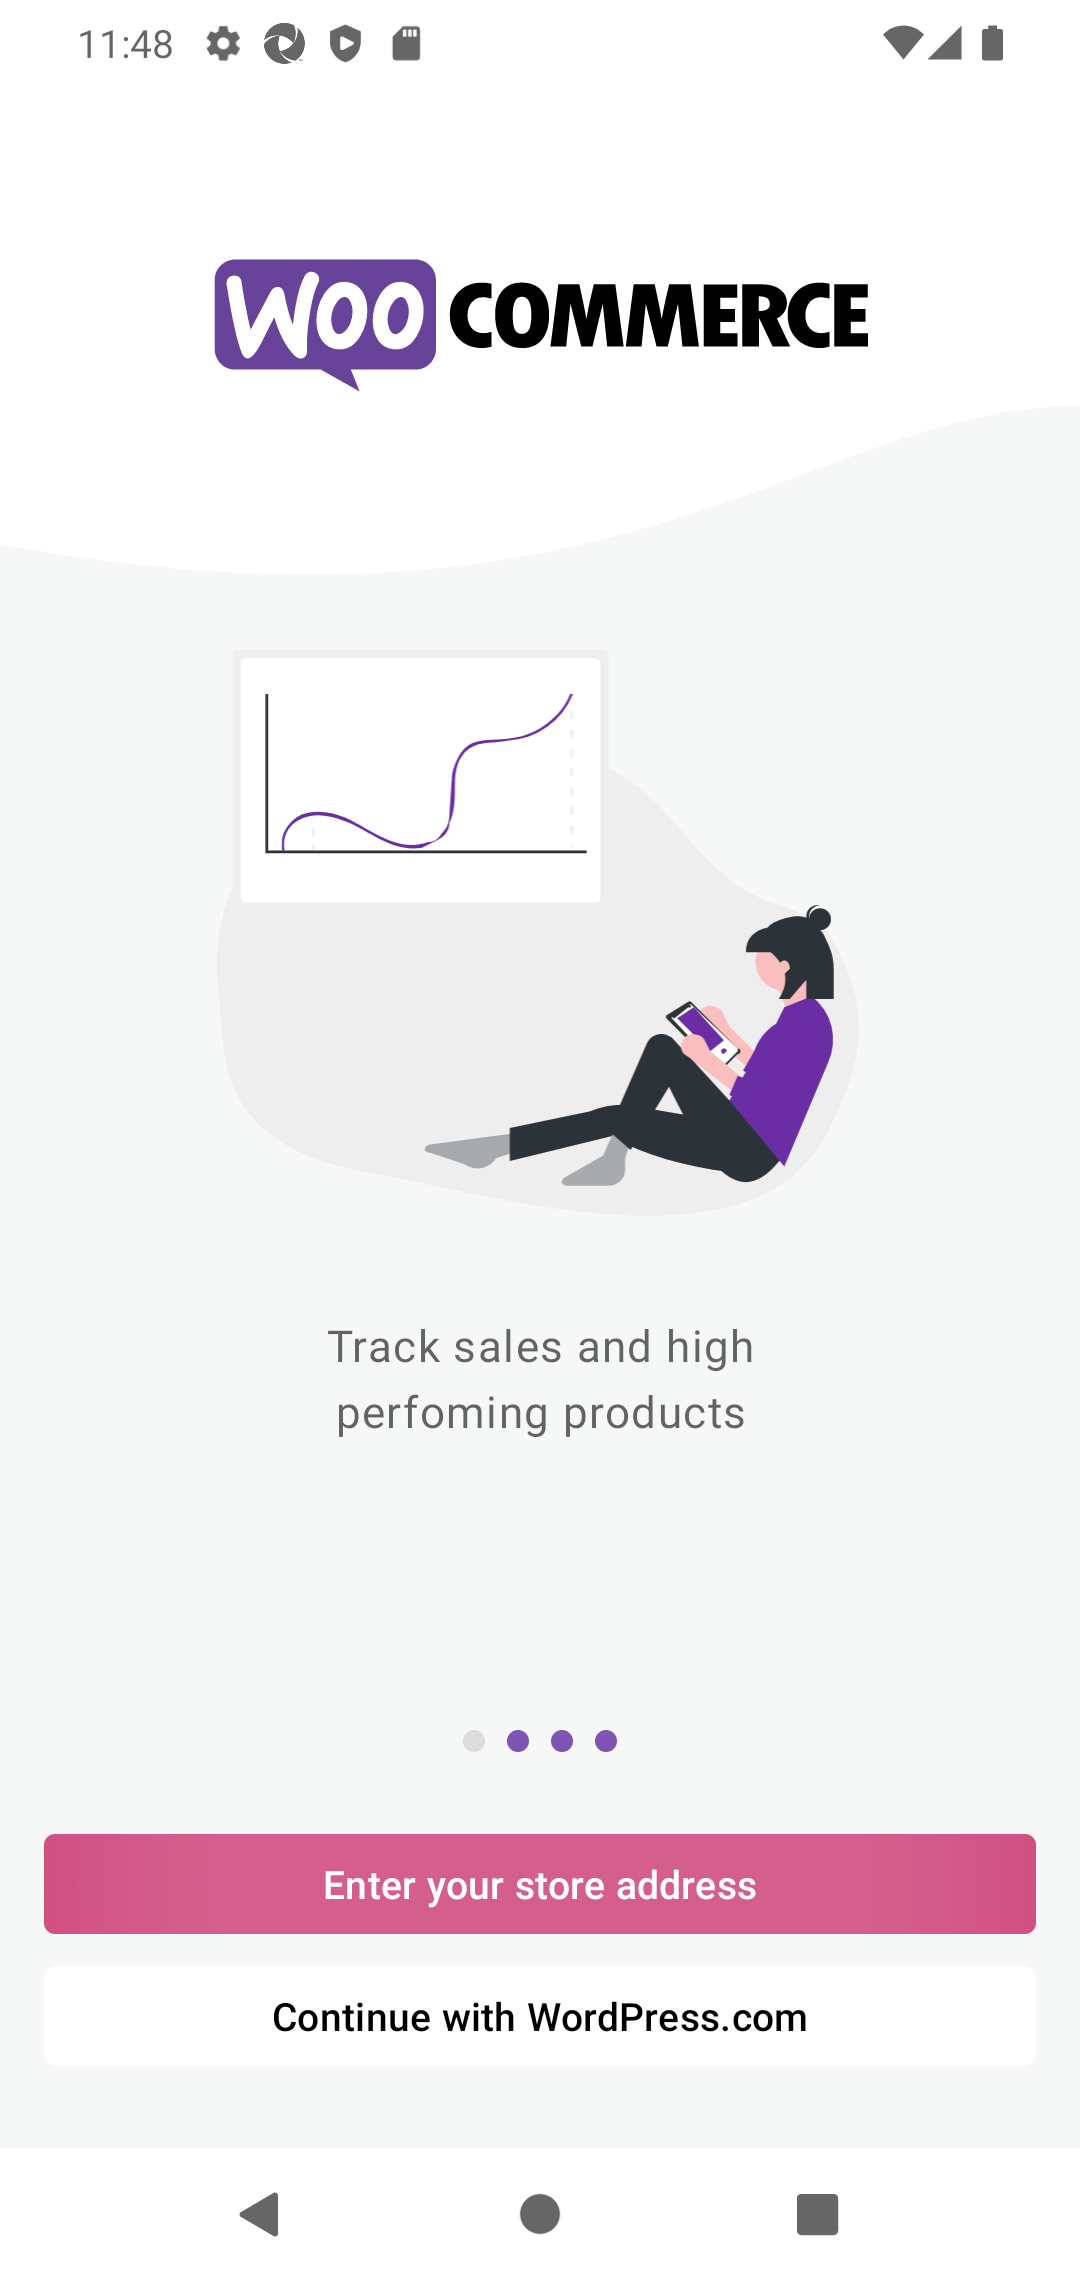 11:48
WOO COMMERCE
Track sales and high
perfoming products
Enter your store address
Continue with WordPress.com